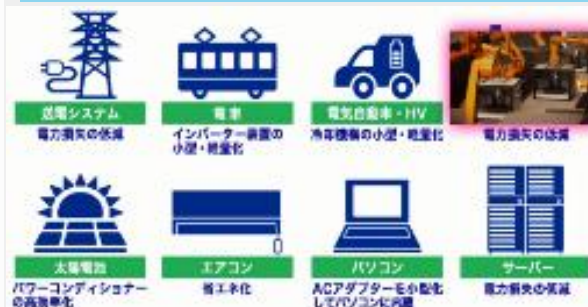 送電システム
電力損失の低減
電車
インバーター装置の
小型・軽量化
電気自動車・HV
冷却機構の小型・軽量化
電力損失の低減
太陽電池
パワーコンディショナー
の高効率化
エアコン
省エネ化
パソコン
ACアダプターを小型化
してパソコンに内蔵
サーバー
電力損失の低減